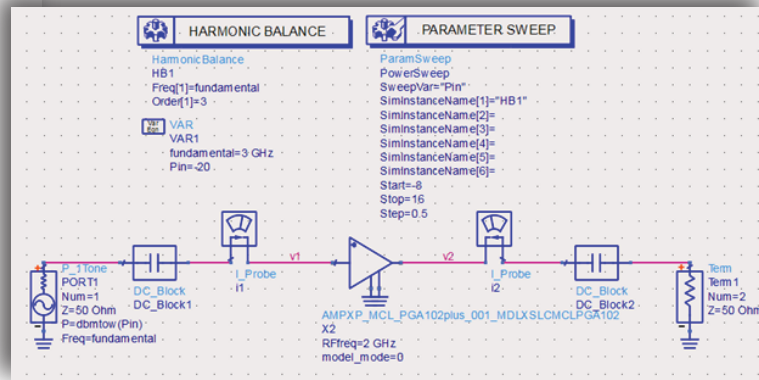 HARMONIC BALANCE
HarmonicBalance
HB1
Freq[1]=fundamental
Order[1]=3
Var
Eqn
VAR
VAR1
fundamental=3 GHz
Pin=-20
PARAMETER SWEEP
ParamSweep
PowerSweep
SweepVar="Pin"
SimInstanceName[1]="HB1"
SimInstanceName[2]=
SimInstanceName[3]=
SimInstanceName[4]=
SimInstanceName[5]=
SimInstanceName[6]=
Start=-8
Stop=16
Step=0.5
P_1Tone
PORT1
Num=1
Z=50 Ohm
P=dbmtow(Pin)
Freq=fundamental
DC_Block
DC_Block1
I_Probe
i1
v1
AMPXP_MCL_PGA102plus_001_MDLXSLCMCLPGA102
X2
RFfreq=2 GHz
model_mode=0
v2
I_Probe
i2
DC_Block
DC_Block2
Term
Term1
Num=2
Z=50 Ohm